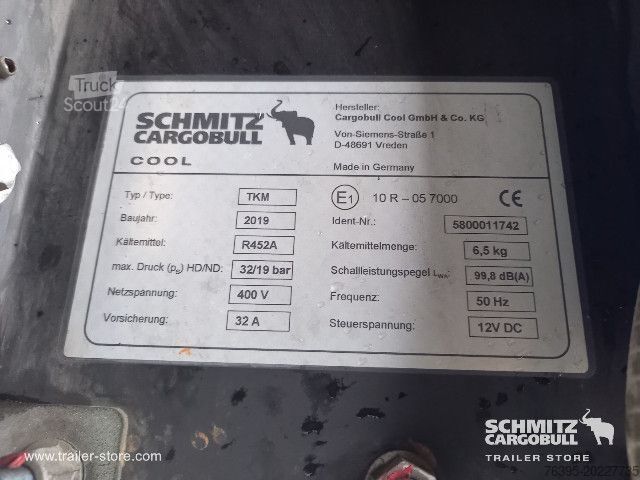 Truck
Scout24
SCHMITZ
CARGOBULL
COOL
Hersteller:
Cargobull Cool GmbH & Co. KG
Von-Siemens-Straße 1
D-48691 Vreden
Made in Germany
Typ / Type: TKM E1 10 R – 05 7000 CE
Baujahr: 2019 Ident-Nr.: 5800011742
Kältemittel: R452A Kältemittelmenge: 6,5 kg
max. Druck (ps) HD/ND: 32/19 bar Schallleistungspegel LWA: 99,8 dB(A)
Netzspannung: 400 V Frequenz: 50 Hz
Vorsicherung: 32 A Steuerspannung: 12V DC
SCHMITZ
CARGOBULL
TRAILER STORE
www.trailer-store.com
76395-20227795